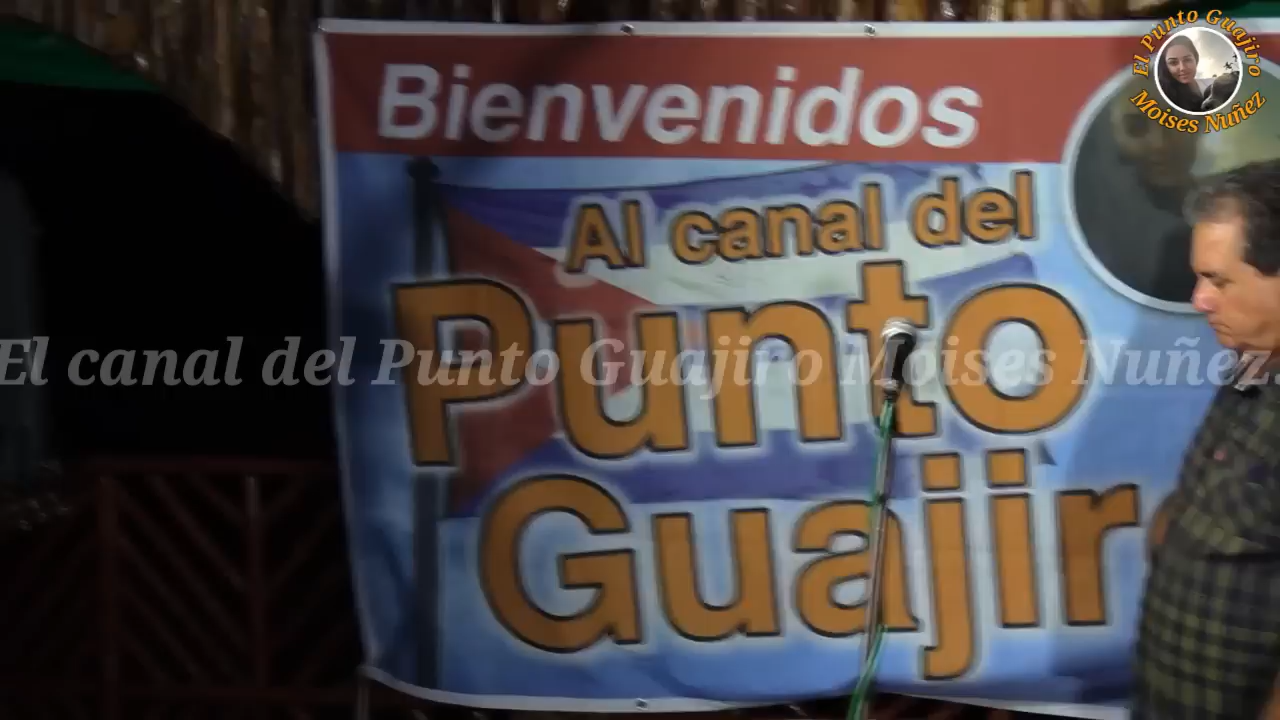 Bienvenidos
Al canal del
Punto
Guajir
El canal del Punto Guajiro Moises Nuñez.
El Punto Guajiro
Moises Nuñez